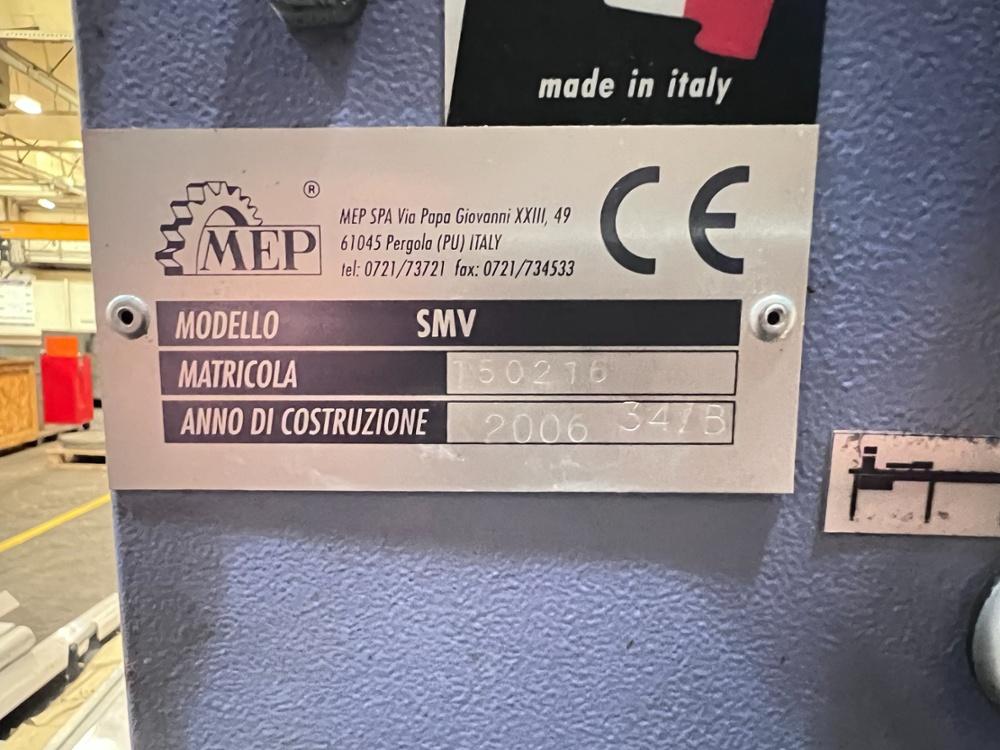 made in italy
MEP
®
MEP SPA Via Papa Giovanni XXIII, 49
61045 Pergola (PU) ITALY
tel: 0721/73721 fax: 0721/734533
CE
MODELLO SMV
MATRICOLA 150216
ANNO DI COSTRUZIONE 2006 34/B